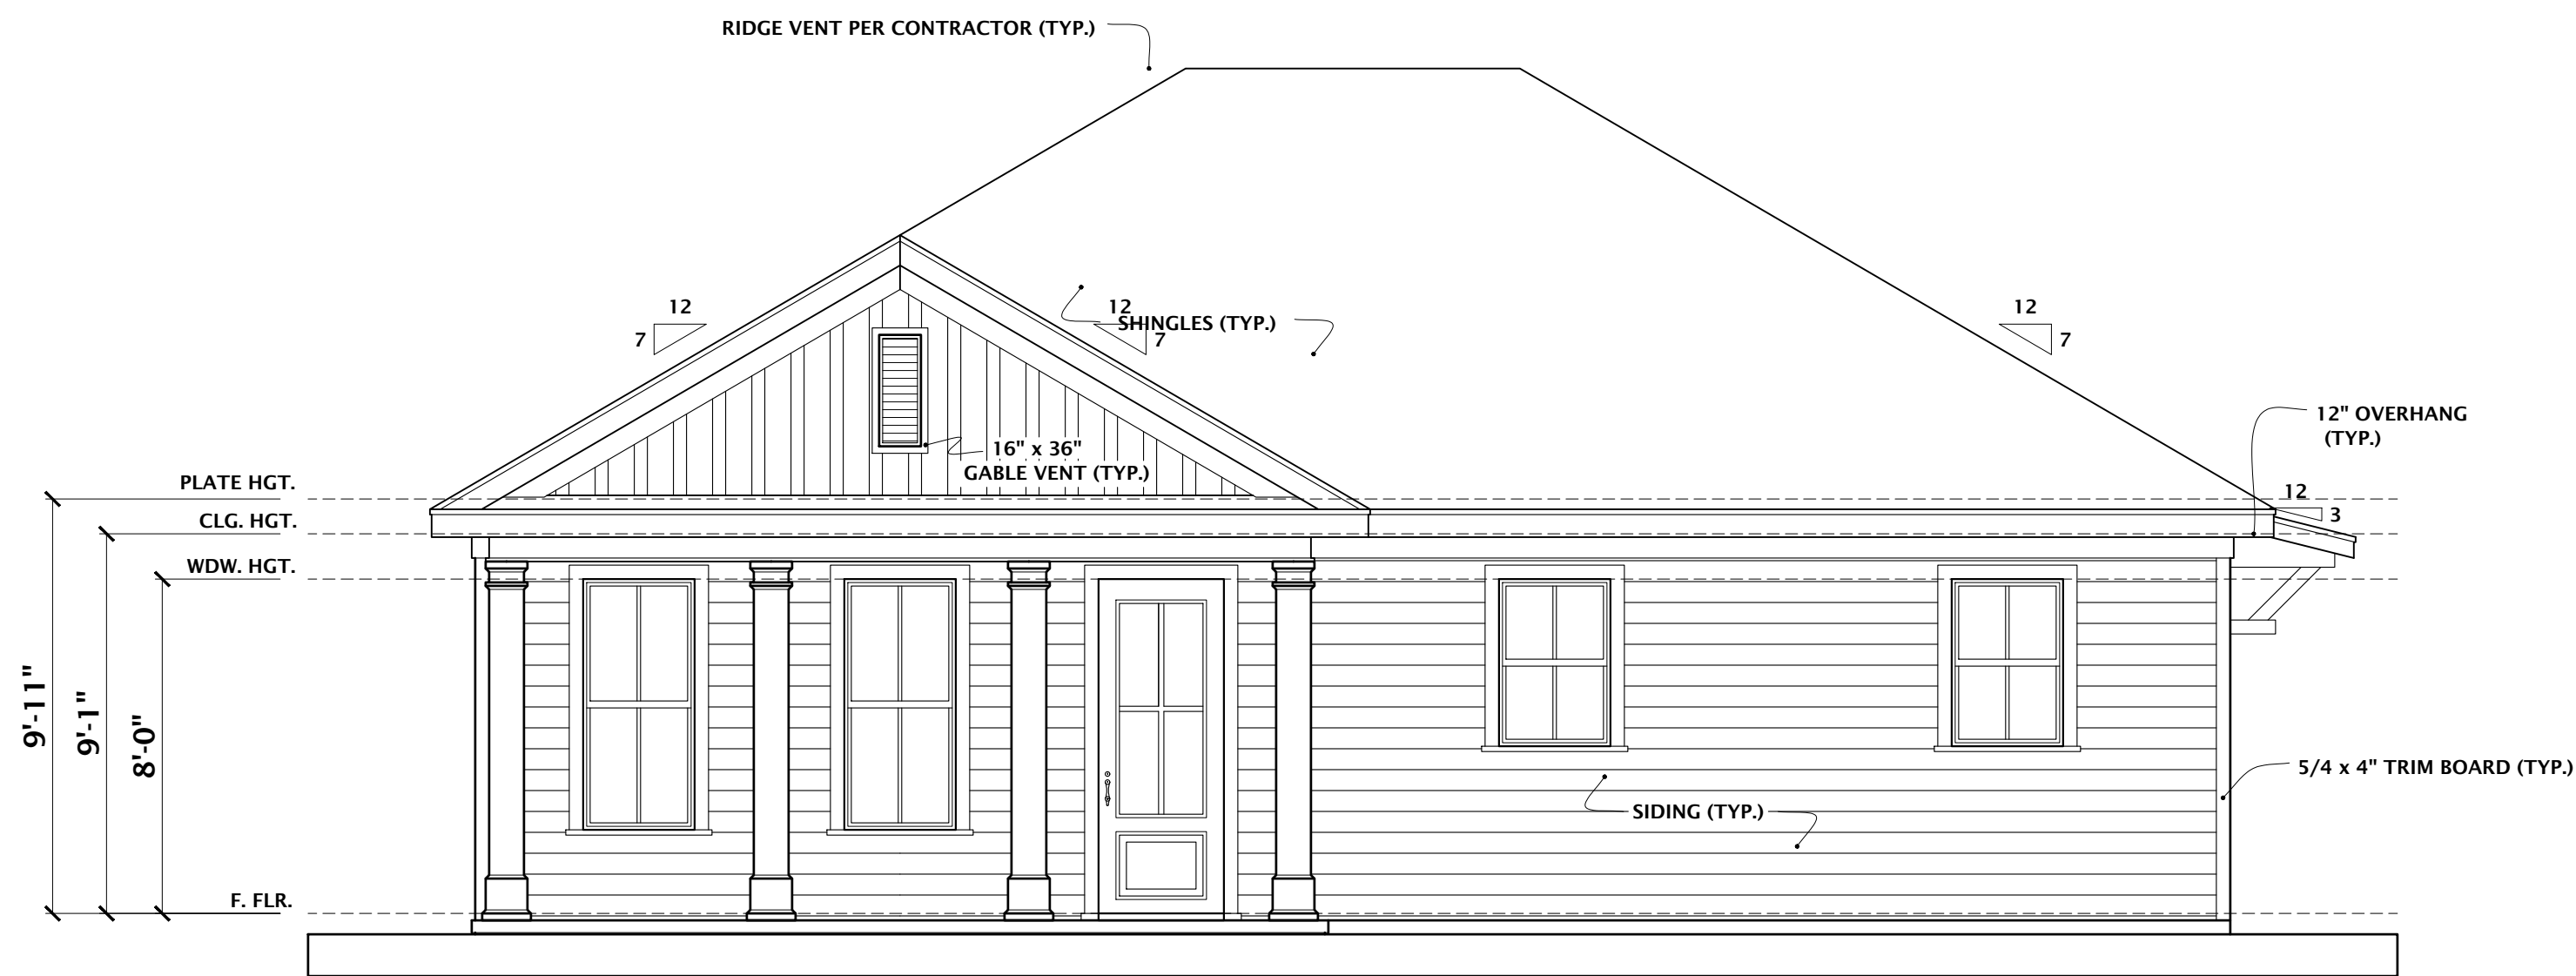 RIDGE VENT PER CONTRACTOR (TYP.)
12
7
12
7
SHINGLES (TYP.)
12
7
12" OVERHANG
(TYP.)
16" x 36"
GABLE VENT (TYP.)
PLATE HGT.
12
3
CLG. HGT.
WDW. HGT.
9'-11"
9'-1"
8'-0"
5/4 x 4" TRIM BOARD (TYP.)
SIDING (TYP.)
F. FLR.